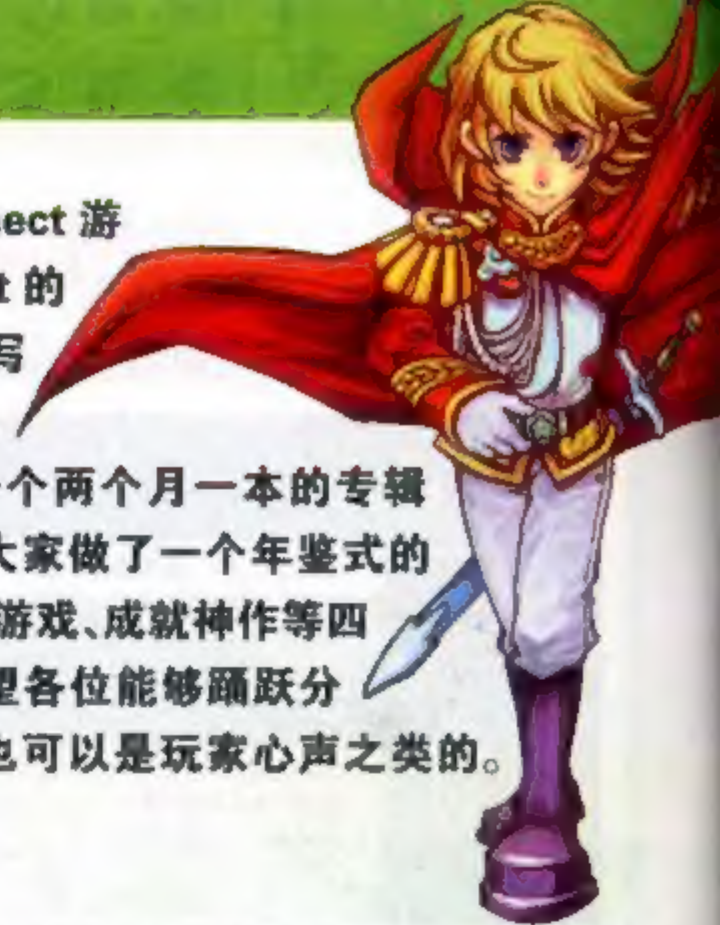 ect 游
t 的
写
个两个月一本的专辑
大家做了一个年鉴式的
游戏、成就神作等四
望各位能够踊跃分
也可以是玩家心声之类的。